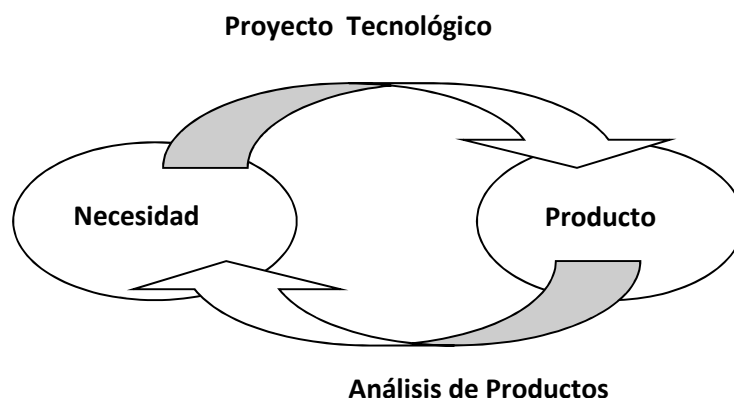 Proyecto Tecnológico
Necesidad
Producto
Análisis de Productos